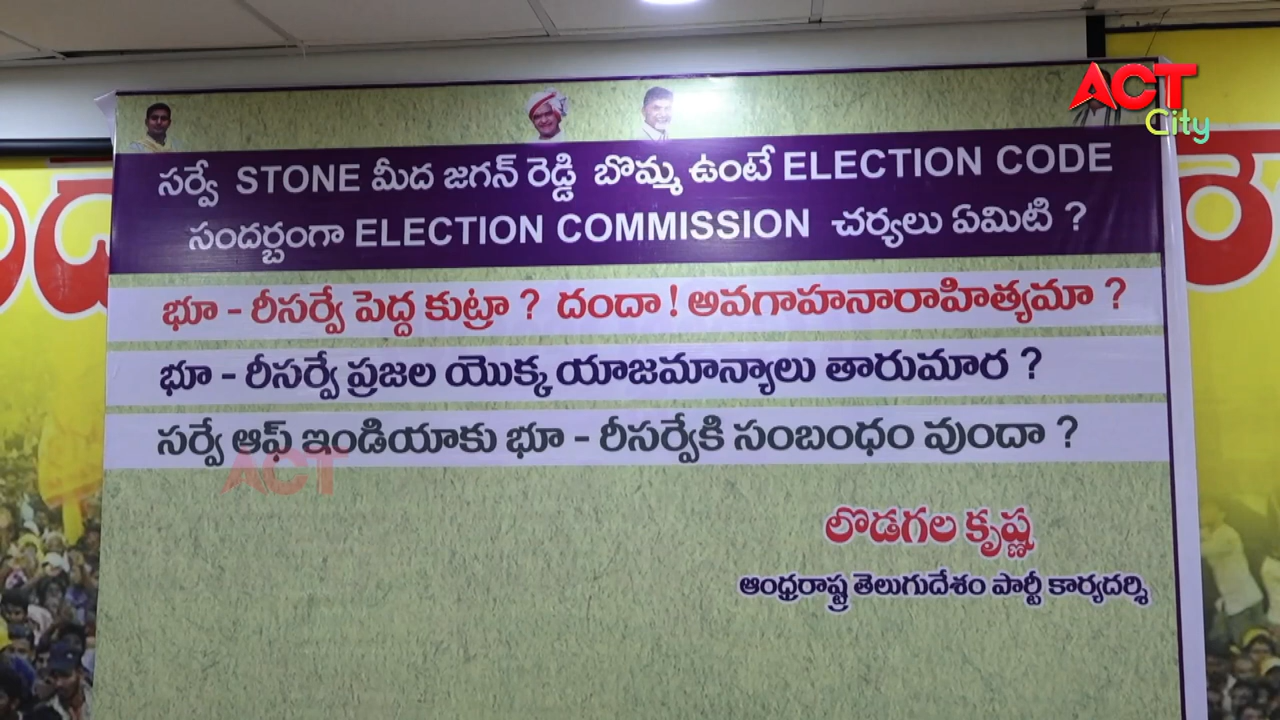 ACT
City
సర్వే STONE మీద జగన్ రెడ్డి బొమ్మ ఉంటే ELECTION CODE
సందర్భంగా ELECTION COMMISSION చర్యలు ఏమిటి ?
భూ - రీసర్వే పెద్ద కుట్రా ? దందా ! అవగాహనారాహిత్యమా ?
భూ - రీసర్వే ప్రజల యొక్క యాజమాన్యాలు తారుమార ?
సర్వే ఆఫ్ ఇండియాకు భూ - రీసర్వేకి సంబంధం వుందా ?
ACT
లొడగల కృష్ణ
ఆంధ్రరాష్ట్ర తెలుగుదేశం పార్టీ కార్యదర్శి